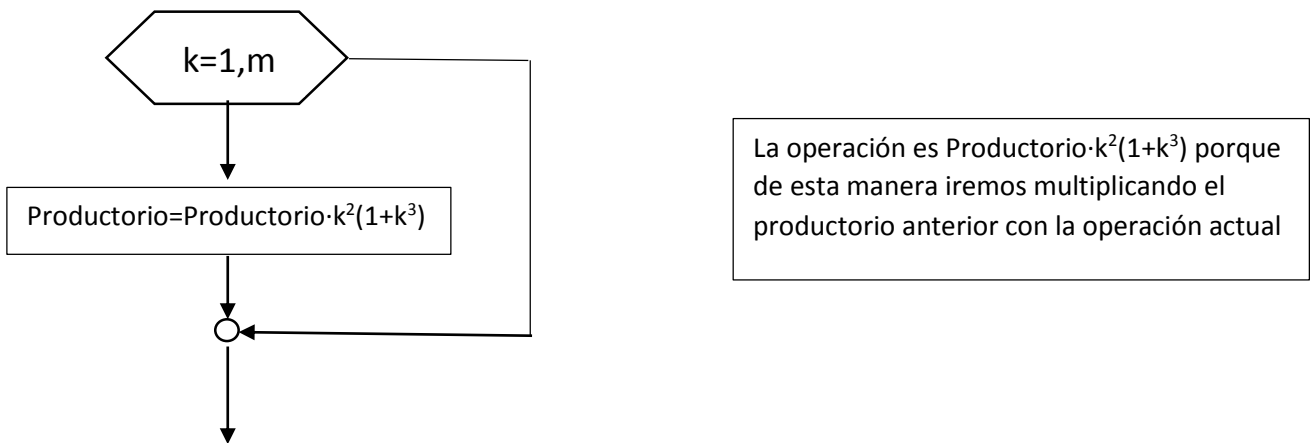 k=1,m
Productorio=Productorio·k²(1+k³)
La operación es Productorio·k²(1+k³) porque
de esta manera iremos multiplicando el
productorio anterior con la operación actual